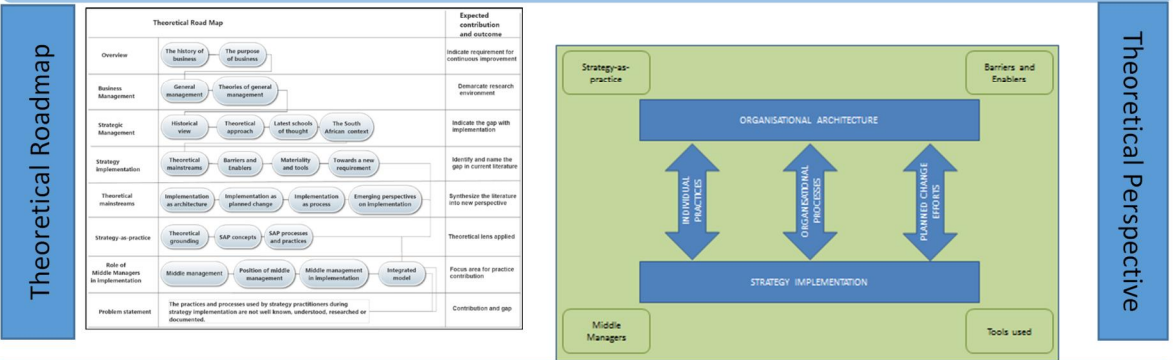 Theoretical Roadmap
Theoretical Road Map
Expected
contribution
and outcome
Overview
The history of
business
The purpose
of business
Indicate requirement for
continuous improvement
Business
Management
General
management
Theories of general
management
Demarcate research
environment
Strategic
Management
Historical
view
Theoretical
approach
Latest schools
of thought
The South
African context
Indicate the gap with
implementation
Strategy
implementation
Theoretical
mainstreams
Barriers and
Enablers
Materiality
and tools
Towards a new
requirement
Identify and name the
gap in current literature
Theoretical
mainstreams
Implementation
as architecture
Implementation as
planned change
Implementation
as process
Emerging perspectives
on implementation
Synthesize the literature
into new perspective
Strategy-as-practice
Theoretical
grounding
SAP concepts
SAP processes
and practices
Theoretical lens applied
Role of
Middle Managers
in implementation
Middle management
Position of middle
management
Middle management
in implementation
Integrated
model
Focus area for practice
contribution
Problem statement
The practices and processes used by strategy practitioners during
strategy implementation are not well known, understood, researched or
documented.
Contribution and gap
Strategy-as-
practice
Barriers and
Enablers
ORGANISATIONAL ARCHITECTURE
INDIVIDUAL
PRACTICES
ORGANISATIONAL
PROCESSES
PLANNED CHANGE
EFFORTS
STRATEGY IMPLEMENTATION
Middle
Managers
Tools used
Theoretical Perspective